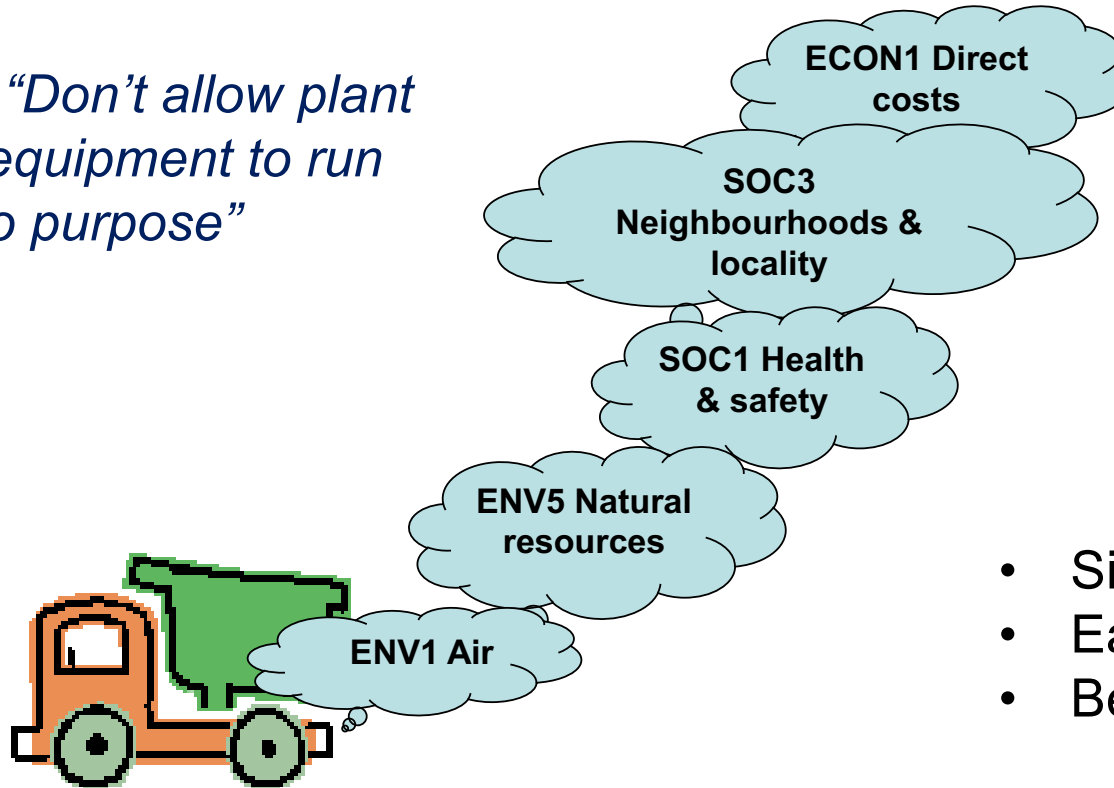 “Don’t allow plant
equipment to run
purpose”
ECON1 Direct
costs
SOC3
Neighbourhoods &
locality
SOC1 Health
& safety
ENV5 Natural
resources
ENV1 Air